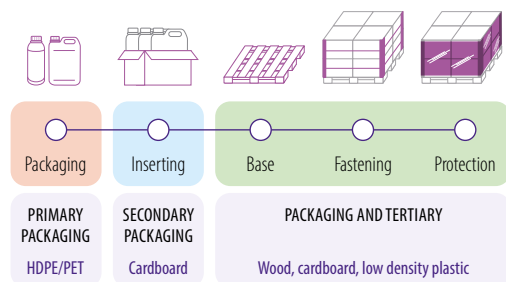 Packaging
Inserting
Base
Fastening
Protection
PRIMARY
PACKAGING
HDPE/PET
SECONDARY
PACKAGING
Cardboard
PACKAGING AND TERTIARY
Wood, cardboard, low density plastic